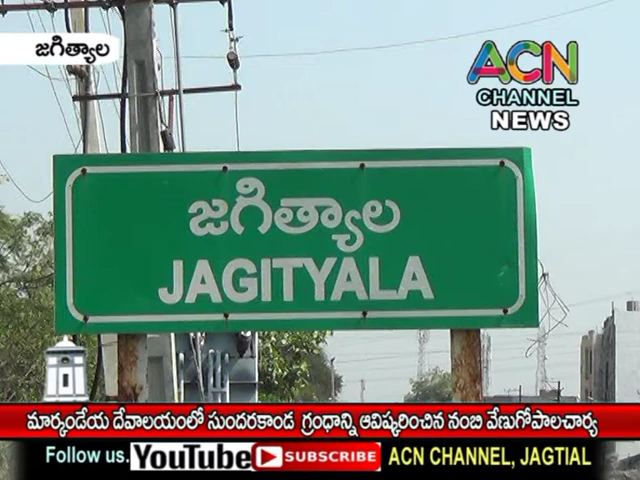 జగిత్యాల
ACN
CHANNEL
NEWS
జగిత్యాల
JAGITYALA
మార్కండేయ దేవాలయంలో సుందరకాండ గ్రంధాన్ని ఆవిష్కరించిన నంబి వేణుగోపాలచార్య
Follow us. YouTube SUBSCRIBE ACN CHANNEL, JAGTIAL